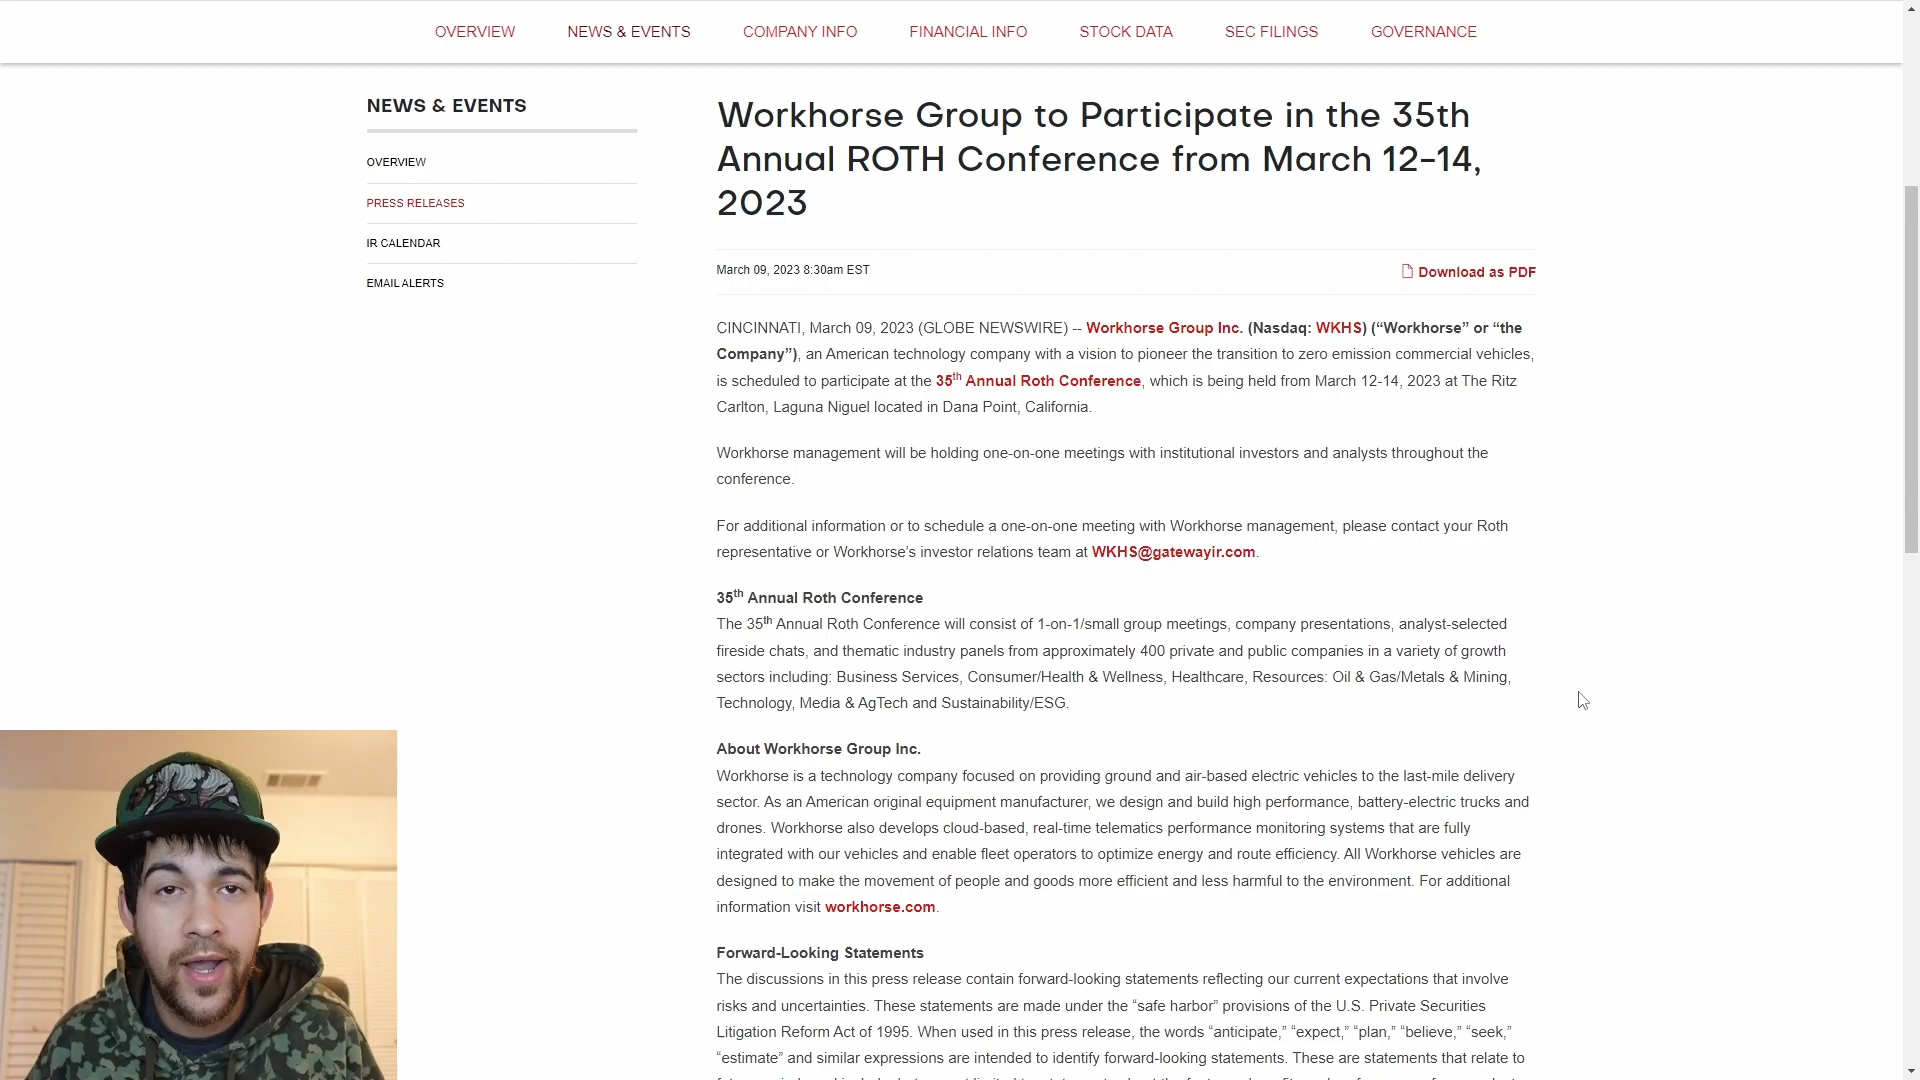 OVERVIEW NEWS & EVENTS COMPANY INFO FINANCIAL INFO STOCK DATA SEC FILINGS GOVERNANCE
NEWS & EVENTS
OVERVIEW
PRESS RELEASES
IR CALENDAR
EMAIL ALERTS
Workhorse Group to Participate in the 35th
Annual ROTH Conference from March 12-14,
2023
March 09, 2023 8:30am EST
Download as PDF
CINCINNATI, March 09, 2023 (GLOBE NEWSWIRE) -- Workhorse Group Inc. (Nasdaq: WKHS) (“Workhorse” or “the
Company”), an American technology company with a vision to pioneer the transition to zero emission commercial vehicles,
is scheduled to participate at the 35th Annual Roth Conference, which is being held from March 12-14, 2023 at The Ritz
Carlton, Laguna Niguel located in Dana Point, California.
Workhorse management will be holding one-on-one meetings with institutional investors and analysts throughout the
conference.
For additional information or to schedule a one-on-one meeting with Workhorse management, please contact your Roth
representative or Workhorse’s investor relations team at WKHS@gatewayir.com.
35th Annual Roth Conference
The 35th Annual Roth Conference will consist of 1-on-1/small group meetings, company presentations, analyst-selected
fireside chats, and thematic industry panels from approximately 400 private and public companies in a variety of growth
sectors including: Business Services, Consumer/Health & Wellness, Healthcare, Resources: Oil & Gas/Metals & Mining,
Technology, Media & AgTech and Sustainability/ESG.
About Workhorse Group Inc.
Workhorse is a technology company focused on providing ground and air-based electric vehicles to the last-mile delivery
sector. As an American original equipment manufacturer, we design and build high performance, battery-electric trucks and
drones. Workhorse also develops cloud-based, real-time telematics performance monitoring systems that are fully
integrated with our vehicles and enable fleet operators to optimize energy and route efficiency. All Workhorse vehicles are
designed to make the movement of people and goods more efficient and less harmful to the environment. For additional
information visit workhorse.com.
Forward-Looking Statements
The discussions in this press release contain forward-looking statements reflecting our current expectations that involve
risks and uncertainties. These statements are made under the “safe harbor” provisions of the U.S. Private Securities
Litigation Reform Act of 1995. When used in this press release, the words “anticipate,” “expect,” “plan,” “believe,” “seek,”
“estimate” and similar expressions are intended to identify forward-looking statements. These are statements that relate to